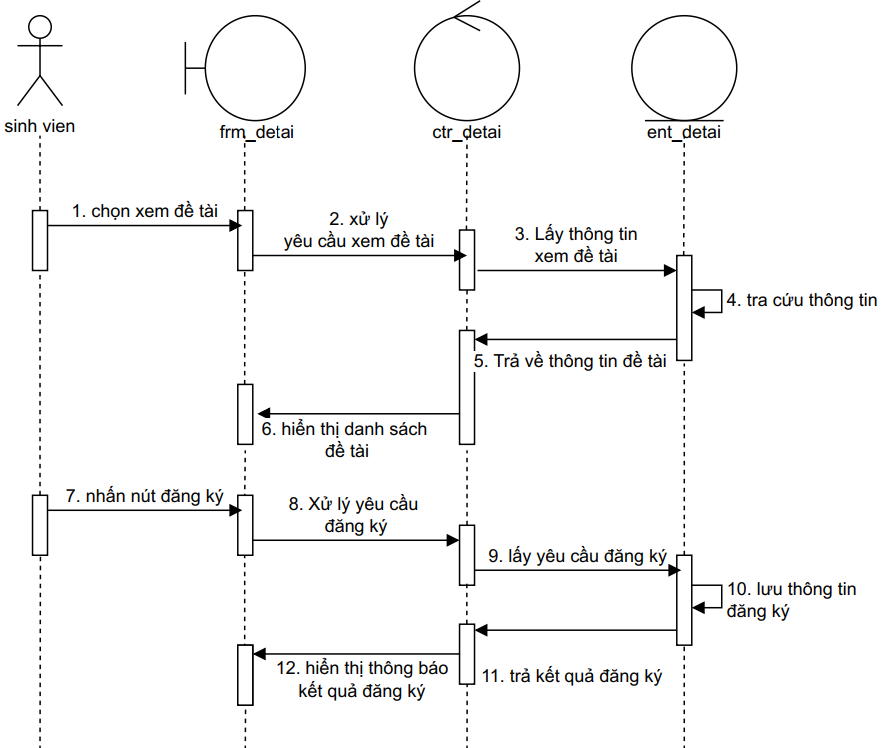 sinh vien
frm_detai
ctr_detai
ent_detai
1. chọn xem đề tài
2. xử lý
yêu cầu xem đề tài
3. Lấy thông tin
xem đề tài
4. tra cứu thông tin
5. Trả về thông tin đề tài
6. hiển thị danh sách
đề tài
7. nhấn nút đăng ký
8. Xử lý yêu cầu
đăng ký
9. lấy yêu cầu đăng ký
10. lưu thông tin
đăng ký
11. trả kết quả đăng ký
12. hiển thị thông báo
kết quả đăng ký